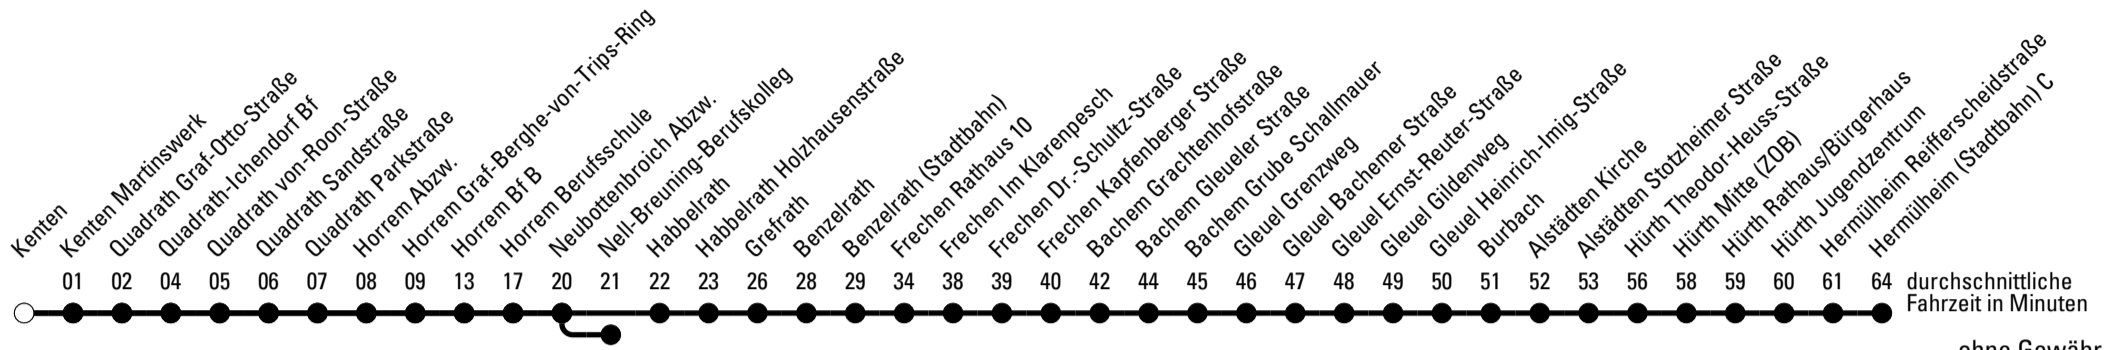 Kenten
Kenten Martinswerk
Quadrath Graf-Otto-Straße
Quadrath-Ichendorf Bf
Quadrath von-Roon-Straße
Quadrath Sandstraße
Quadrath Parkstraße
Horrem Abzw.
Horrem Graf-Berghe-von-Trips-Ring
Horrem Bf B
Horrem Berufsschule
Neubottenbroich Abzw.
Nell-Breuning-Berufskolleg
Habbelrath
Habbelrath Holzhausenstraße
Grefrath
Benzelrath
Benzelrath (Stadtbahn)
Frechen Rathaus 10
Frechen Im Klarenpesch
Frechen Dr.-Schultz-Straße
Frechen Kapfenberger Straße
Bachem Grachtenhofstraße
Bachem Gleueler Straße
Bachem Grube Schallmauer
Gleuel Grenzweg
Gleuel Bachemer Straße
Gleuel Ernst-Reuter-Straße
Gleuel Gildenweg
Gleuel Heinrich-Imig-Straße
Burbach
Alstädten Kirche
Alstädten Stotzheimer Straße
Hürth Theodor-Heuss-Straße
Hürth Mitte (ZOB)
Hürth Rathaus/Bürgerhaus
Hürth Jugendzentrum
Hermülheim Reifferscheidstraße
Hermülheim (Stadtbahn) C
01 02 04 05 06 07 08 09 13 17 20 21 22 23 26 28 29 34 38 39 40 42 44 45 46 47 48 49 50 51 52 53 56 58 59 60 61 64 durchschnittliche
Fahrzeit in Minuten
ohne Gewähr